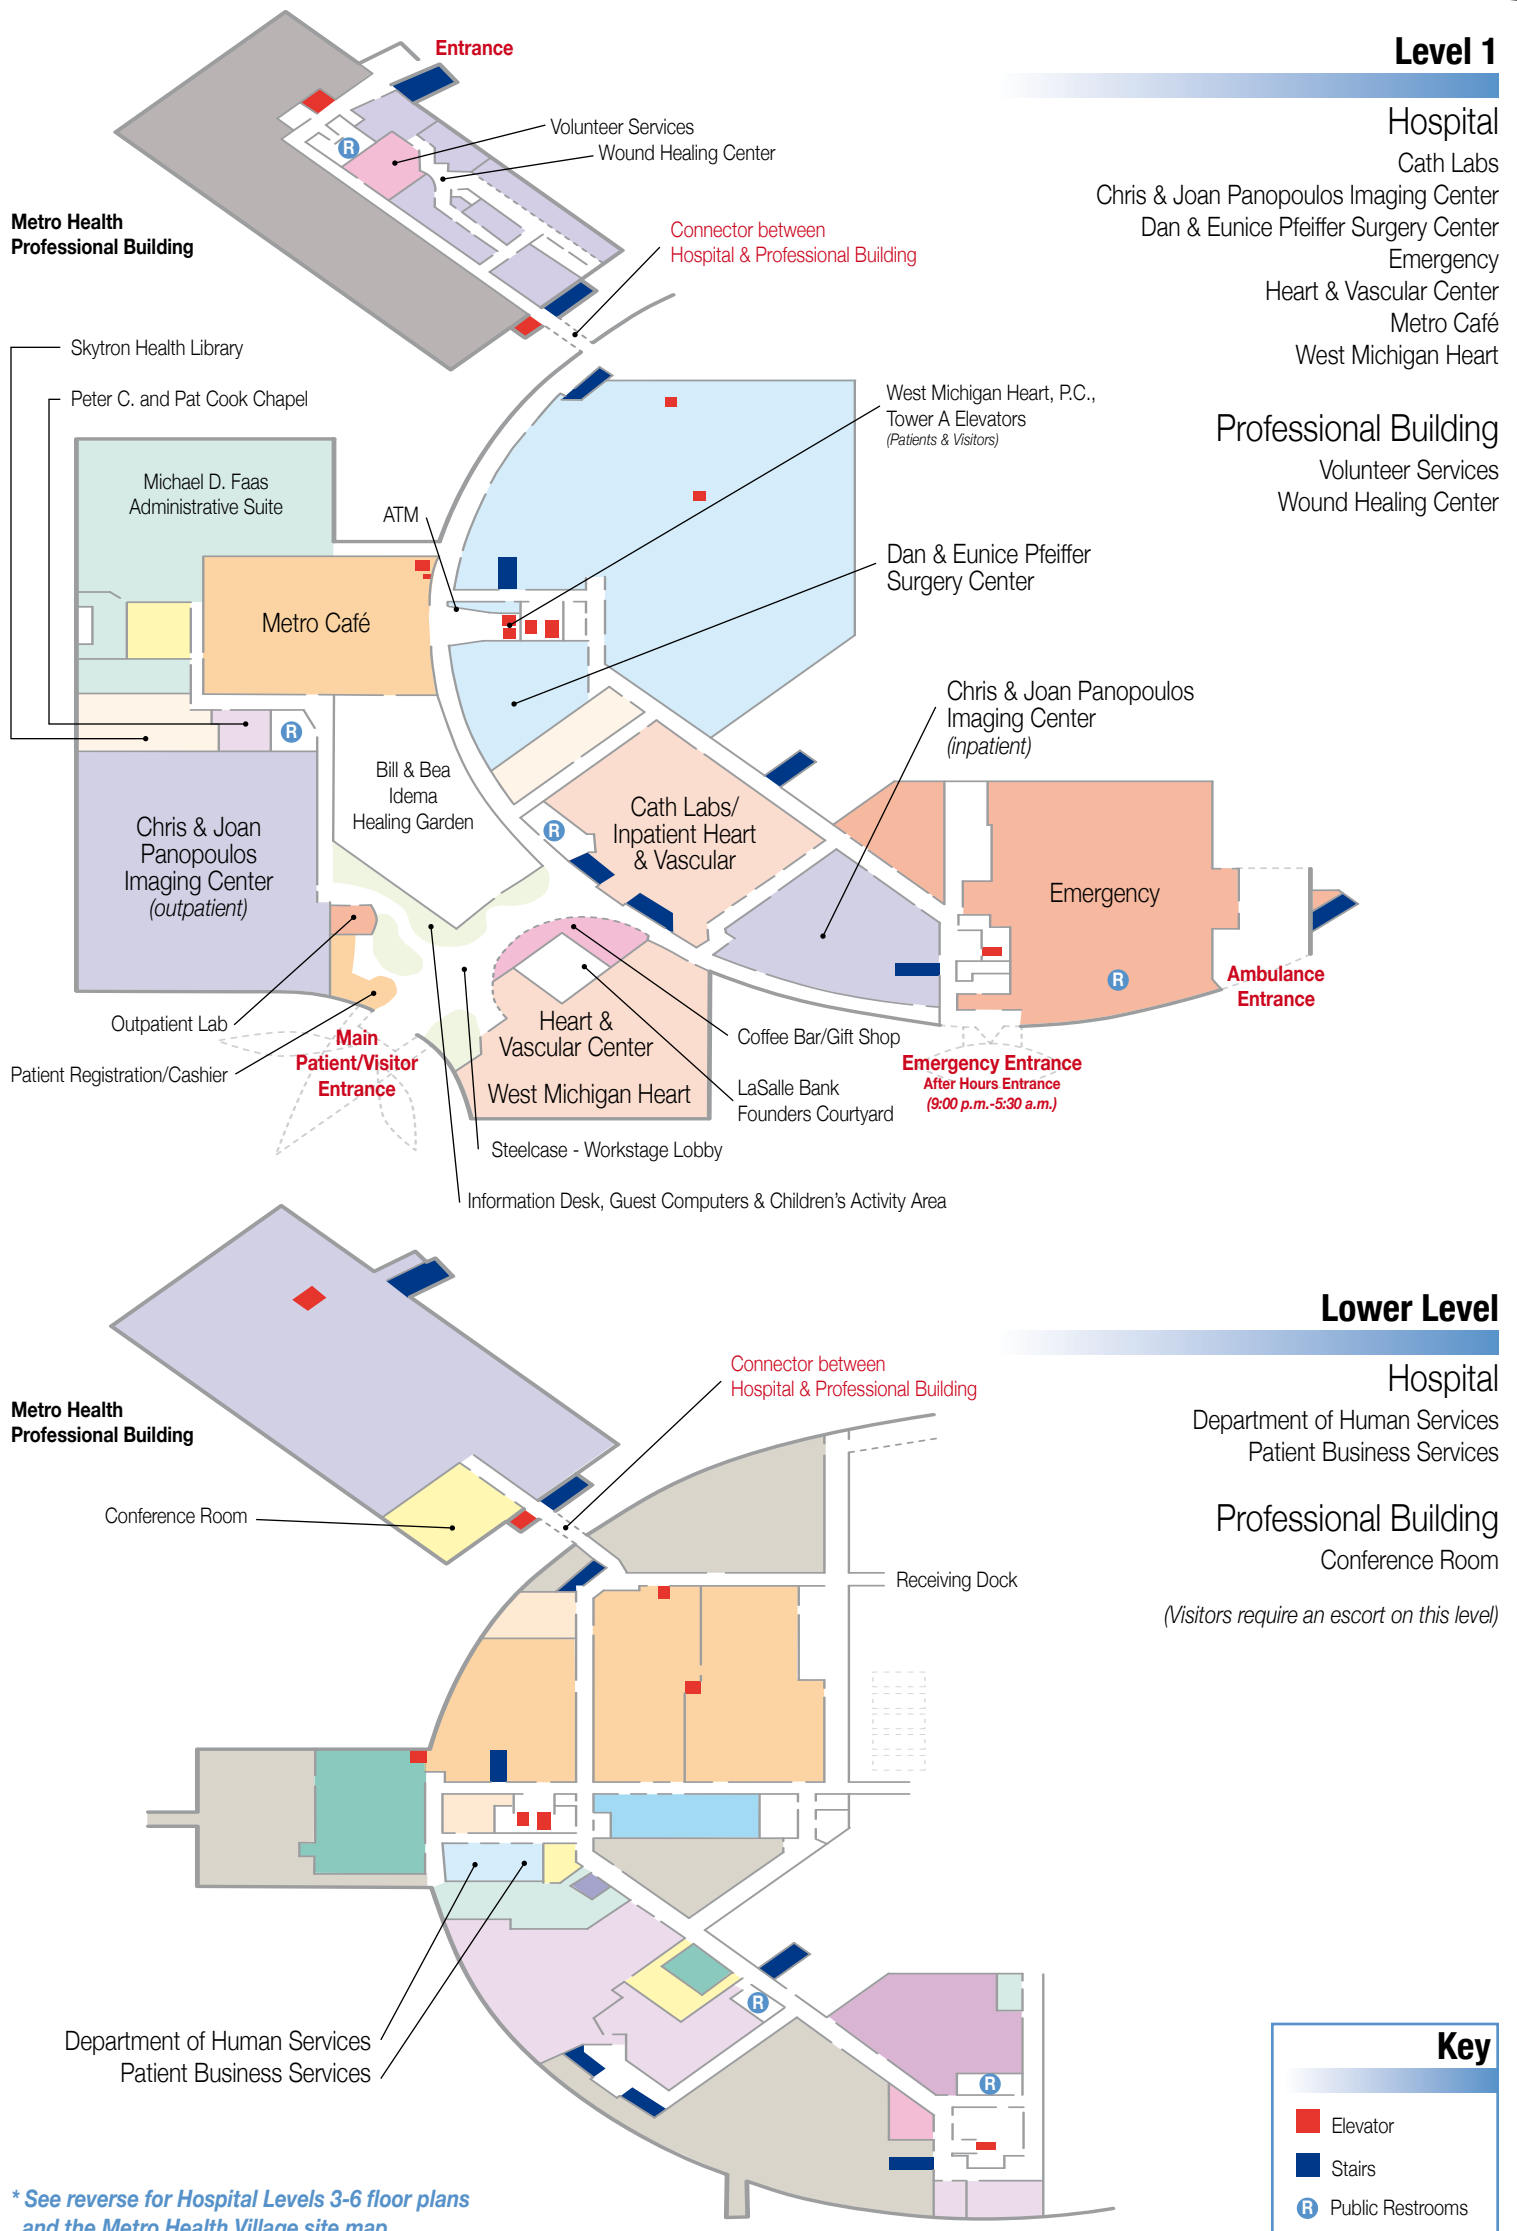 Level 1
Hospital
Cath Labs
Chris & Joan Panopoulos Imaging Center
Dan & Eunice Pfeiffer Surgery Center
Emergency
Heart & Vascular Center
Metro Café
West Michigan Heart
Professional Building
Volunteer Services
Wound Healing Center
Entrance
R
Volunteer Services
Wound Healing Center
Metro Health
Professional Building
Connector between
Hospital & Professional Building
Skytron Health Library
Peter C. and Pat Cook Chapel
West Michigan Heart, P.C.,
Tower A Elevators
(Patients & Visitors)
Michael D. Faas
Administrative Suite
ATM
Dan & Eunice Pfeiffer
Surgery Center
Metro Café
Chris & Joan Panopoulos
Imaging Center
(inpatient)
R
Bill & Bea
Idema
Healing Garden
Chris & Joan
Panopoulos
Imaging Center
(outpatient)
R
Cath Labs/
Inpatient Heart
& Vascular
Emergency
R
Ambulance
Entrance
Outpatient Lab
Main
Patient/Visitor
Entrance
Patient Registration/Cashier
Heart &
Vascular Center
West Michigan Heart
Coffee Bar/Gift Shop
Emergency Entrance
After Hours Entrance
(9:00 p.m.-5:30 a.m.)
LaSalle Bank
Founders Courtyard
Steelcase - Workstage Lobby
Information Desk, Guest Computers & Children's Activity Area
Lower Level
Hospital
Department of Human Services
Patient Business Services
Professional Building
Conference Room
(Visitors require an escort on this level)
Connector between
Hospital & Professional Building
Metro Health
Professional Building
Conference Room
Receiving Dock
R
R
Department of Human Services
Patient Business Services
Key
Elevator
Stairs
R Public Restrooms
* See reverse for Hospital Levels 3-6 floor plans
and the Metro Health Village site map